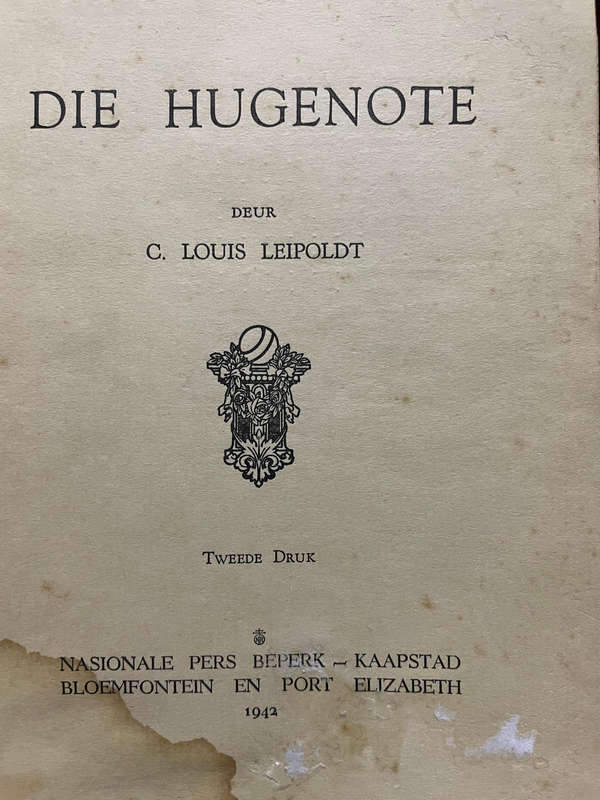 DIE HUGENOTE
DEUR
C. LOUIS LEIPOLDT
TWEEDE DRUK
NASIONALE PERS BEPERK — KAAPSTAD
BLOEMFONTEIN EN PORT ELIZABETH
1942